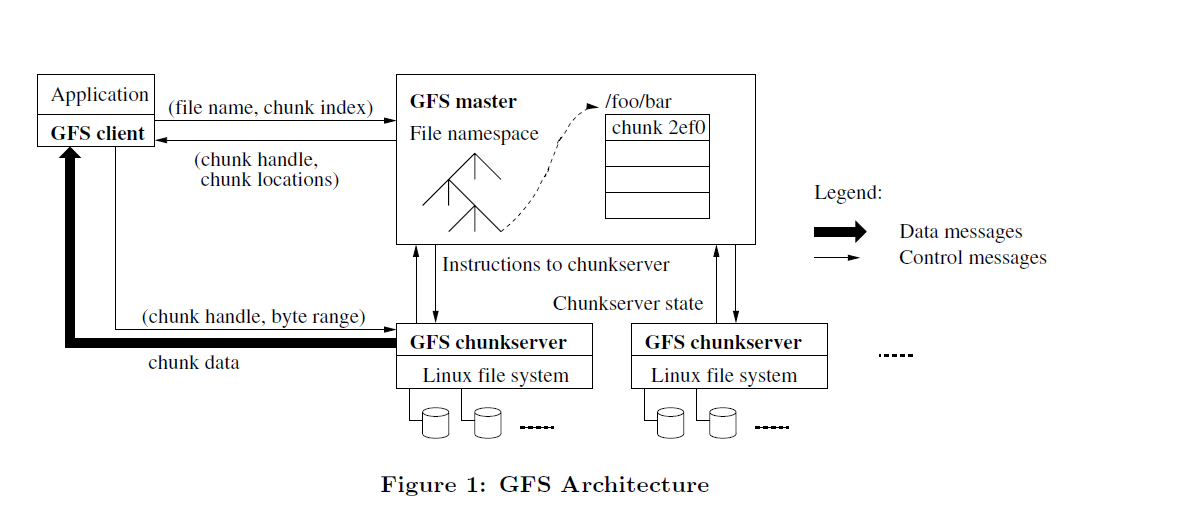 Application
GFS client
(file name, chunk index)
(chunk handle,
chunk locations)
GFS master
File namespace
/foo/bar
chunk 2ef0
Legend:
Data messages
Control messages
Instructions to chunkserver
Chunkserver state
(chunk handle, byte range)
chunk data
GFS chunkserver
Linux file system
GFS chunkserver
Linux file system
Figure 1: GFS Architecture